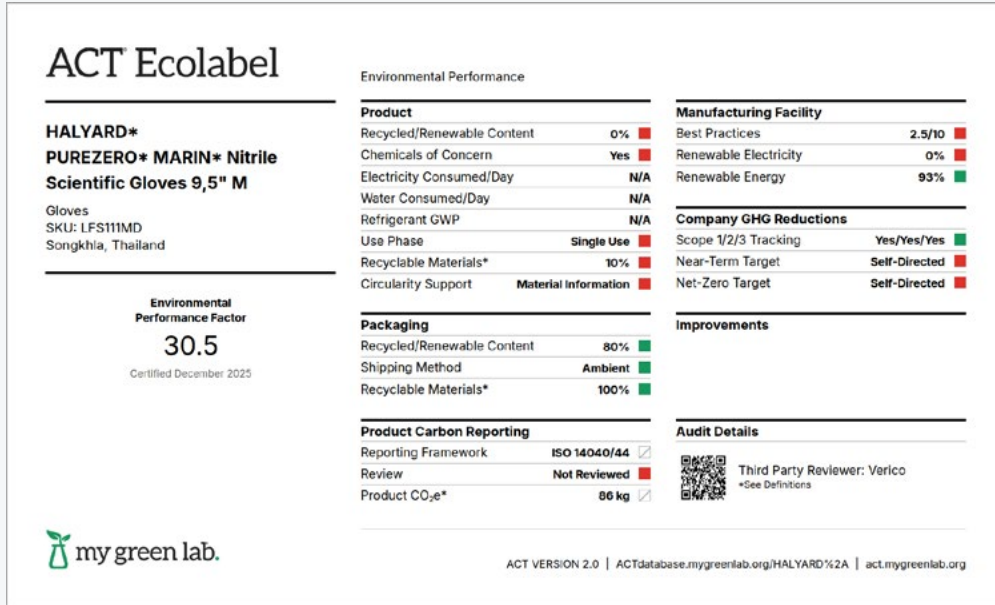 ACT Ecolabel
HALYARD*
PUREZERO* MARIN* Nitrile
Scientific Gloves 9,5" M
Gloves
SKU: LFS111MD
Songkhla, Thailand
Environmental
Performance Factor
30.5
Certified December 2025
my green lab.
Environmental Performance
Product
Recycled/Renewable Content 0%
Chemicals of Concern Yes
Electricity Consumed/Day N/A
Water Consumed/Day N/A
Refrigerant GWP N/A
Use Phase Single Use
Recyclable Materials* 10%
Circularity Support Material Information
Packaging
Recycled/Renewable Content 80%
Shipping Method Ambient
Recyclable Materials* 100%
Product Carbon Reporting
Reporting Framework ISO 14040/44
Review Not Reviewed
Product CO₂e* 86 kg
Manufacturing Facility
Best Practices 2.5/10
Renewable Electricity 0%
Renewable Energy 93%
Company GHG Reductions
Scope 1/2/3 Tracking Yes/Yes/Yes
Near-Term Target Self-Directed
Net-Zero Target Self-Directed
Improvements
Audit Details
Third Party Reviewer: Verico
*See Definitions
ACT VERSION 2.0 | ACTdatabase.mygreenlab.org/HALYARD%2A | act.mygreenlab.org